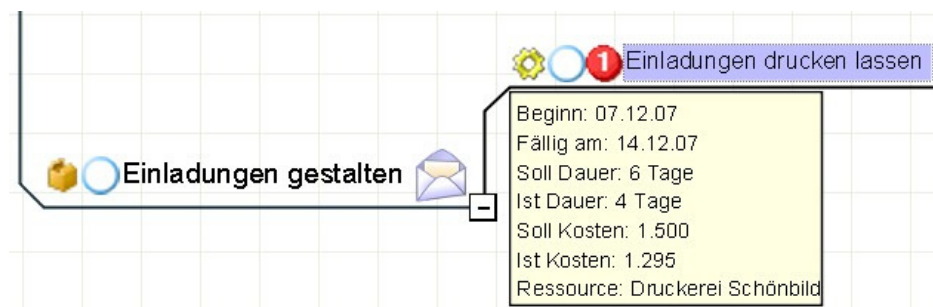 1 Einladungen drucken lassen
Beginn: 07.12.07
Fällig am: 14.12.07
Einladungen gestalten
Soll Dauer: 6 Tage
Ist Dauer: 4 Tage
Soll Kosten: 1.500
Ist Kosten: 1.295
Ressource: Druckerei Schönbild